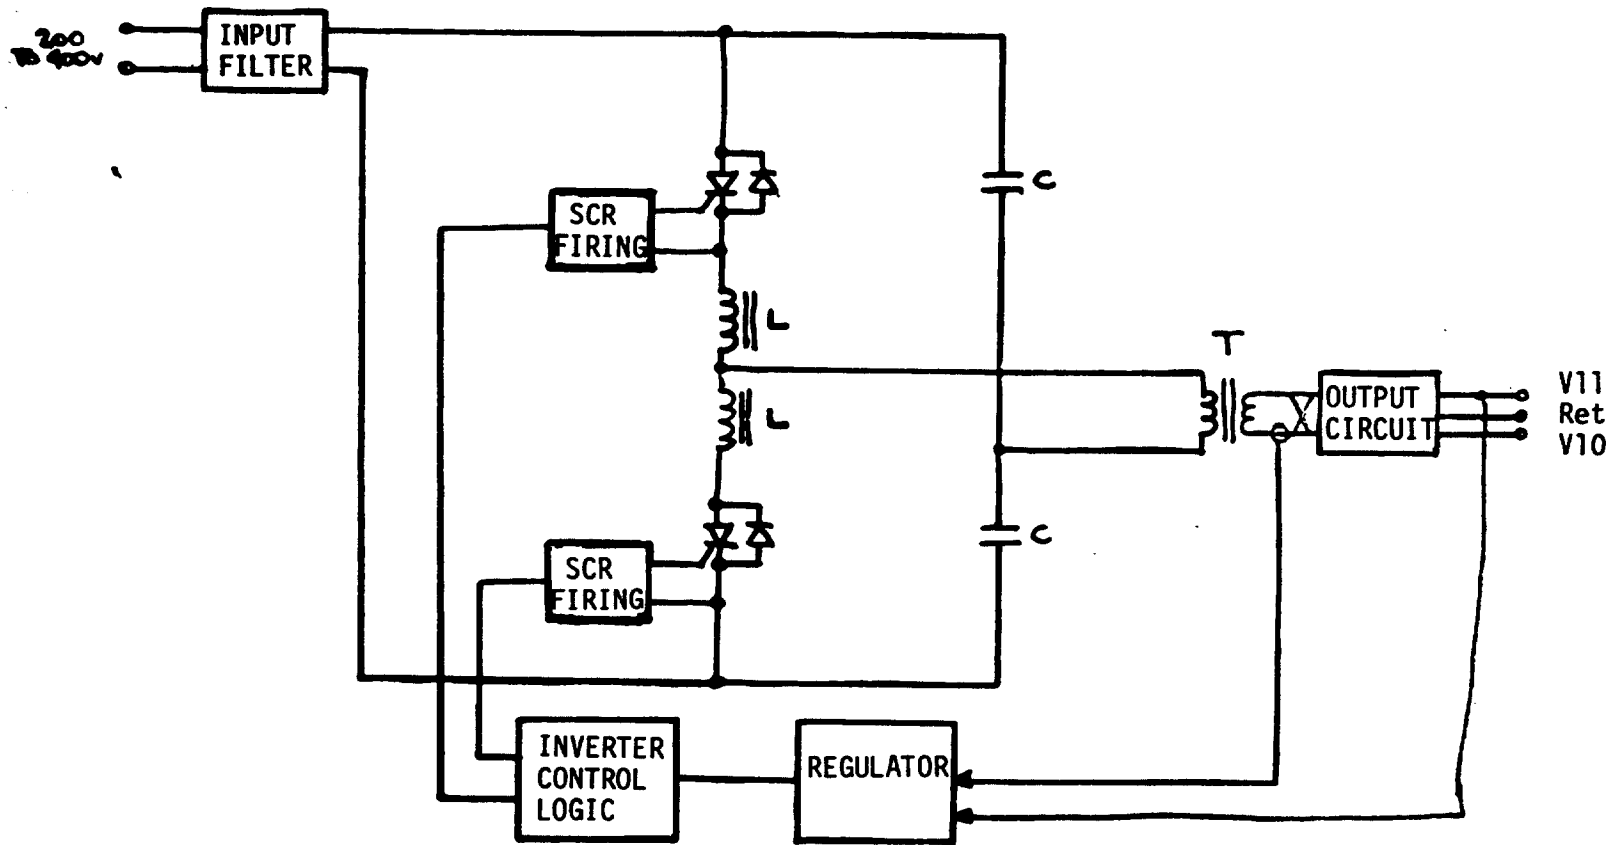 200
TO 400V
INPUT
FILTER
C
SCR
FIRING
L
T
L
OUTPUT
CIRCUIT
V11
Ret
V10
C
SCR
FIRING
INVERTER
CONTROL
LOGIC
REGULATOR